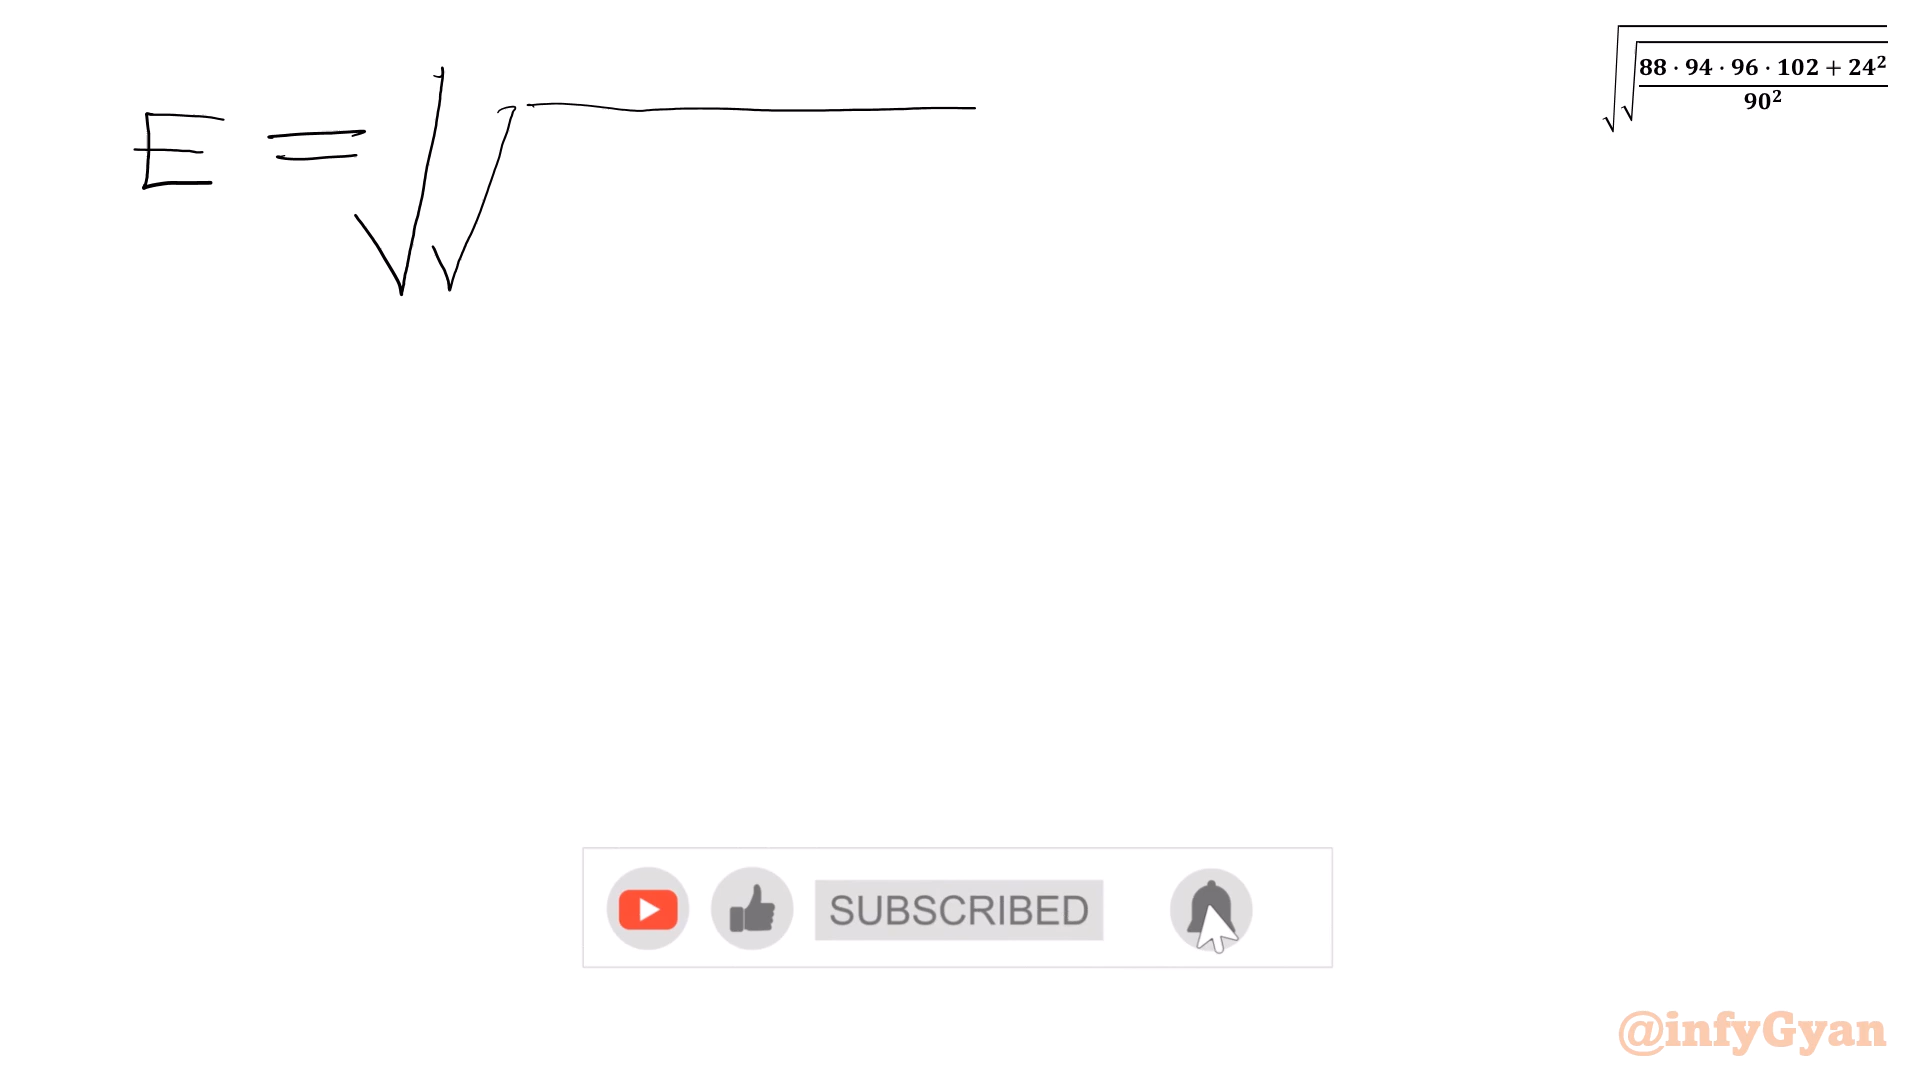 E = √√
√√(88 · 94 · 96 · 102 + 24² / 90²)
SUBSCRIBED
@infyGyan